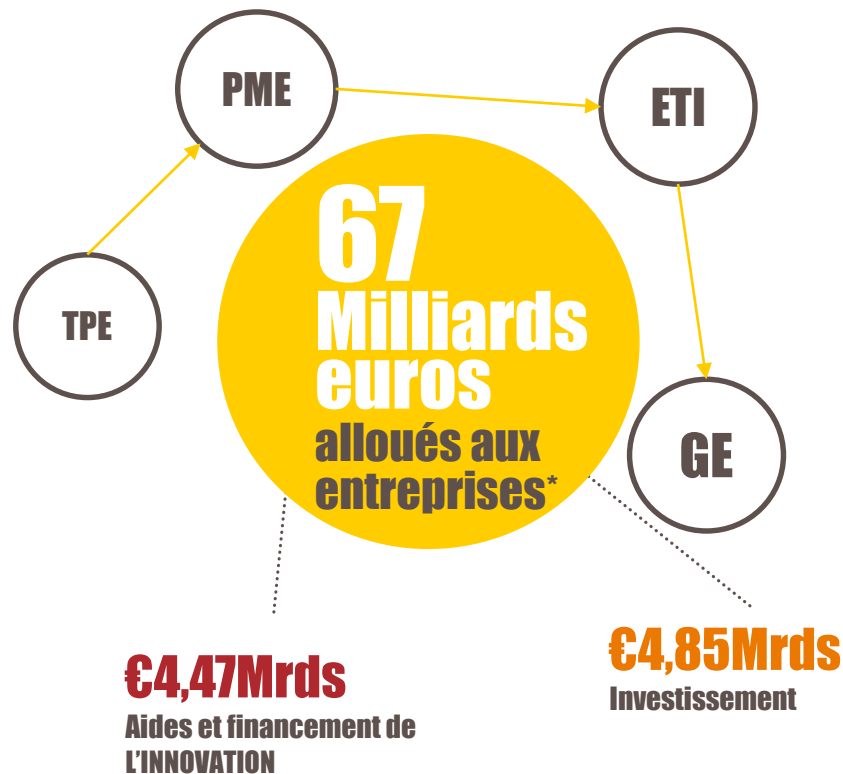 PME
ETI
TPE
67
Milliards
euros
alloués aux
entreprises*
GE
€4,47Mrds
Aides et financement de
L'INNOVATION
€4,85Mrds
Investissement